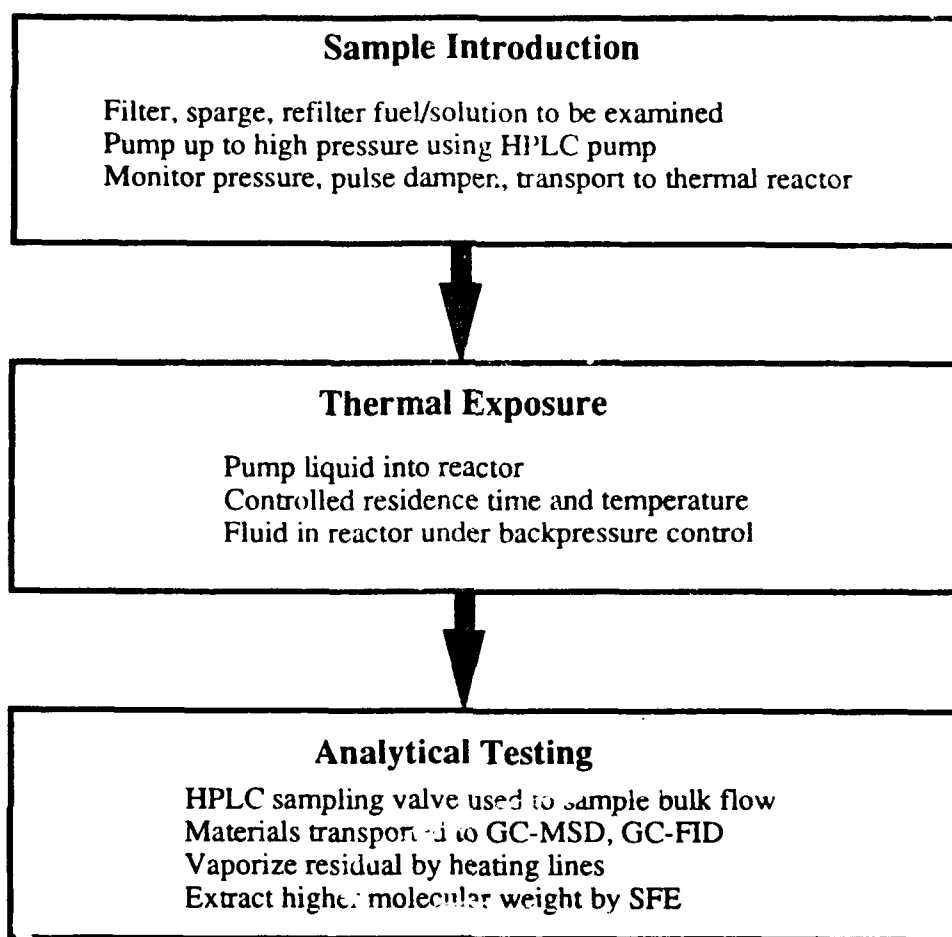 Sample Introduction
Filter, sparge, refilter fuel/solution to be examined
Pump up to high pressure using HPLC pump
Monitor pressure, pulse dampen, transport to thermal reactor
Thermal Exposure
Pump liquid into reactor
Controlled residence time and temperature
Fluid in reactor under backpressure control
Analytical Testing
HPLC sampling valve used to sample bulk flow
Materials transported to GC-MSD, GC-FID
Vaporize residual by heating lines
Extract higher molecular weight by SFE